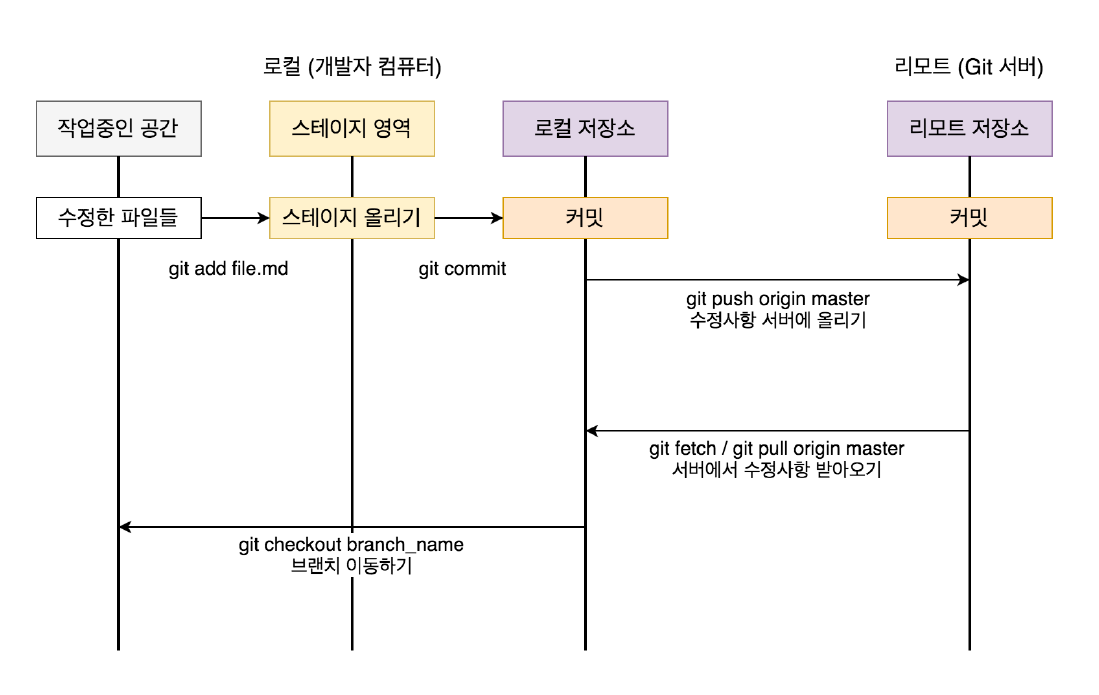 로컬 (개발자 컴퓨터)
리모트 (Git 서버)
작업중인 공간
스테이지 영역
로컬 저장소
리모트 저장소
수정한 파일들
스테이지 올리기
커밋
커밋
git add file.md
git commit
git push origin master
수정사항 서버에 올리기
git fetch / git pull origin master
서버에서 수정사항 받아오기
git checkout branch_name
브랜치 이동하기